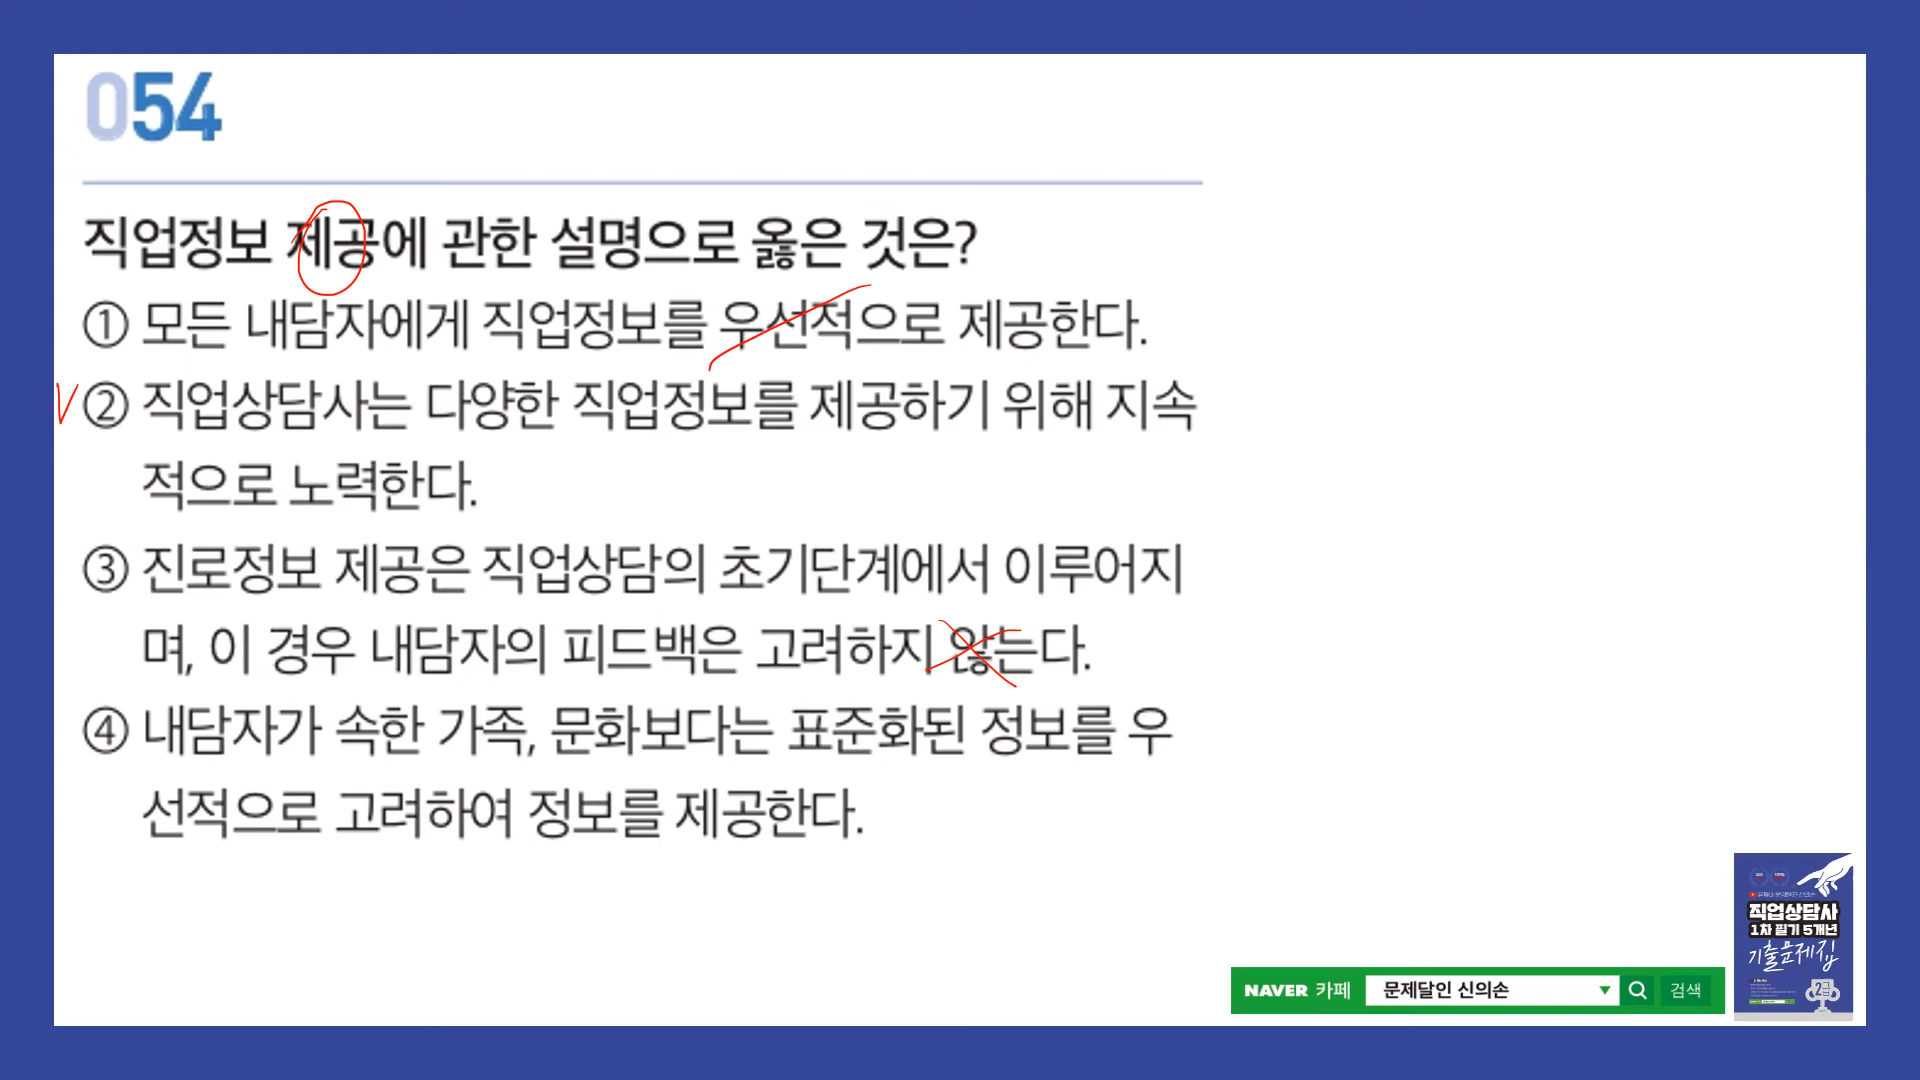 054
직업정보 제공에 관한 설명으로 옳은 것은?
① 모든 내담자에게 직업정보를 우선적으로 제공한다.
V ② 직업상담사는 다양한 직업정보를 제공하기 위해 지속
적으로 노력한다.
③ 진로정보 제공은 직업상담의 초기단계에서 이루어지
며, 이 경우 내담자의 피드백은 고려하지 않는다.
④ 내담자가 속한 가족, 문화보다는 표준화된 정보를 우
선적으로 고려하여 정보를 제공한다.
직업상담사
1차 필기 5개년
기출문제집
2급
NAVER 카페 문제달인 신의손 검색